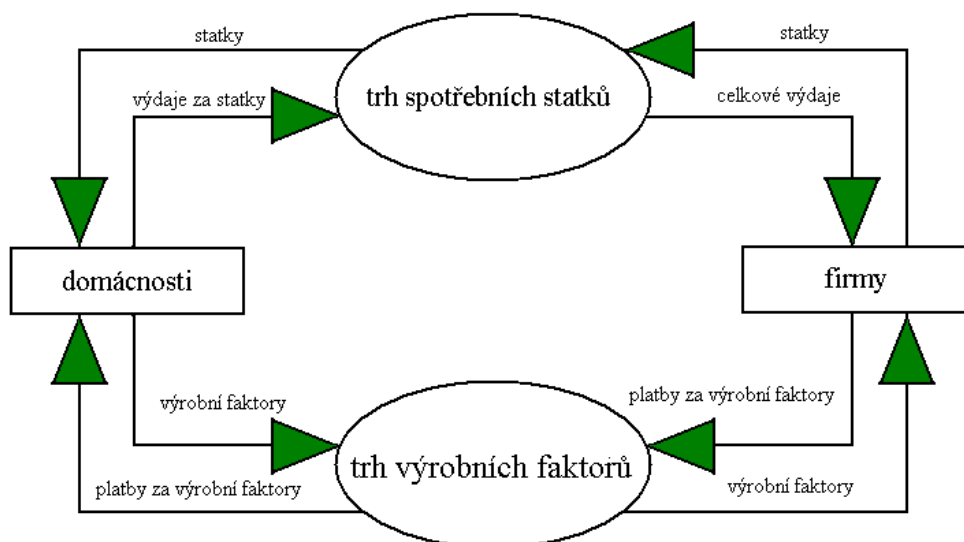 statky
statky
výdaje za statky
trh spotřebních statků
celkové výdaje
domácnosti
firmy
výrobní faktory
platby za výrobní faktory
trh výrobních faktorů
platby za výrobní faktory
výrobní faktory